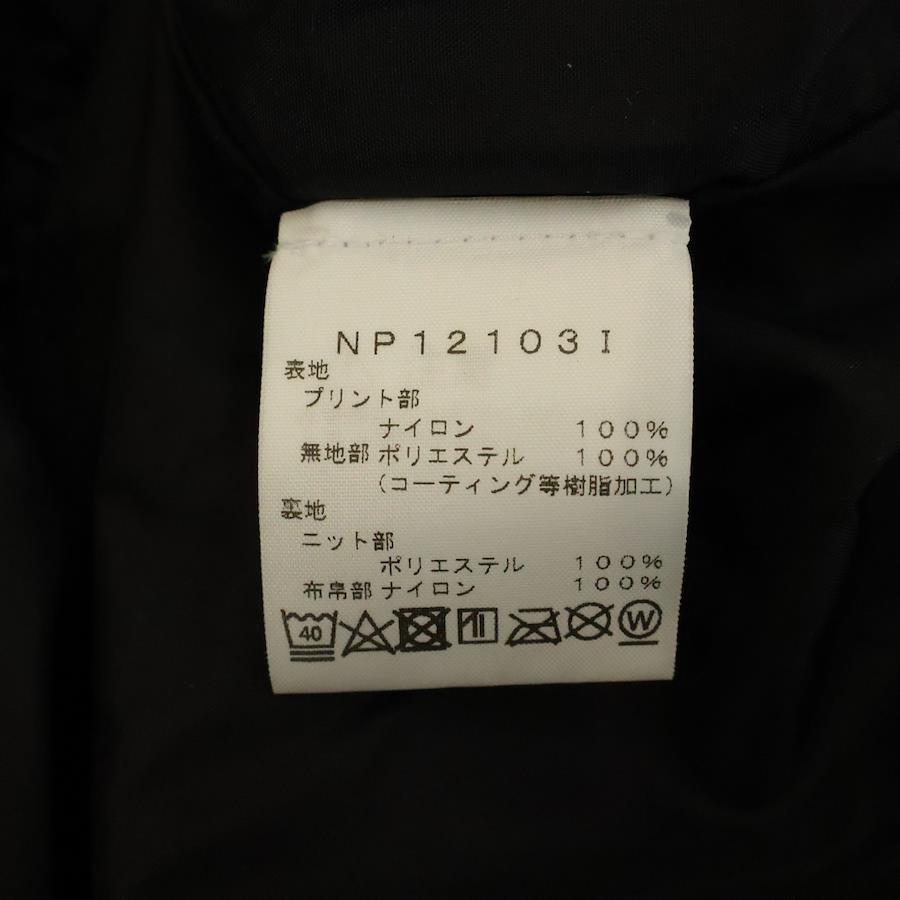 NP12103I
表地
プリント部
ナイロン 100%
無地部 ポリエステル 100%
(コーティング等樹脂加工)
裏地
ニット部
ポリエステル 100%
布帛部 ナイロン 100%
40 W